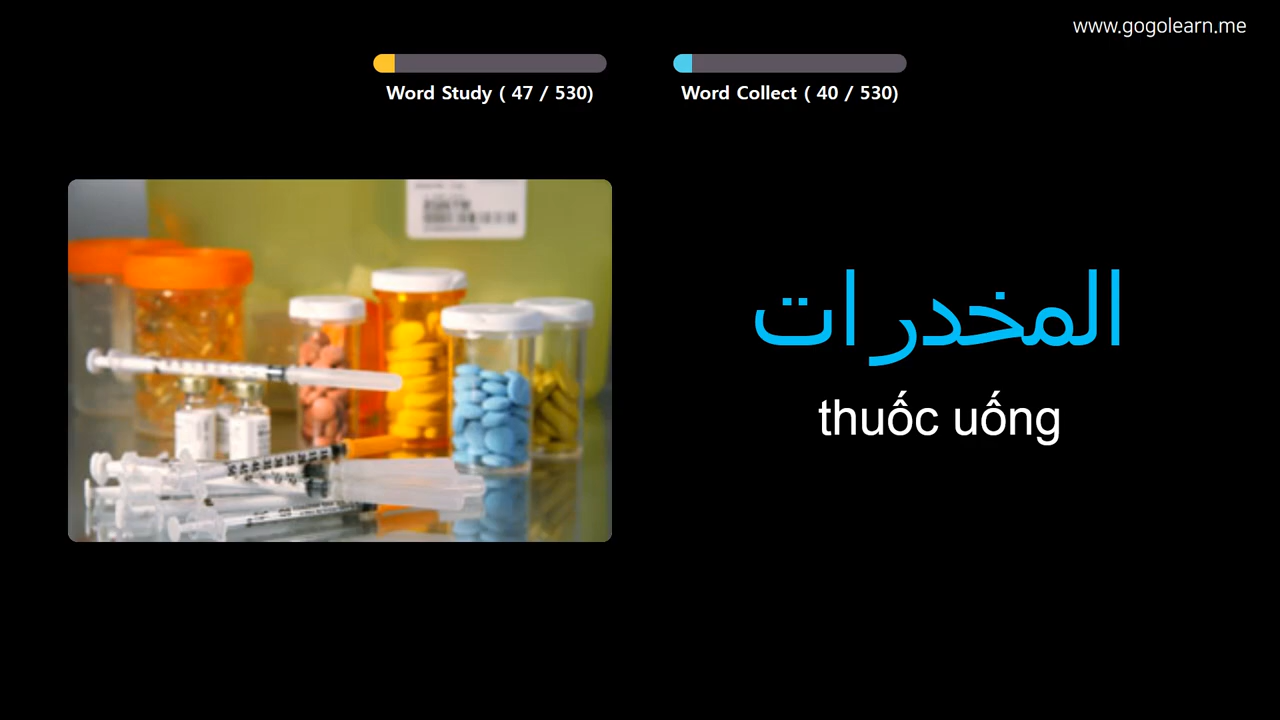 www.gogolearn.me
Word Study ( 47 / 530)
Word Collect ( 40 / 530)
المخدرات
thuốc uống